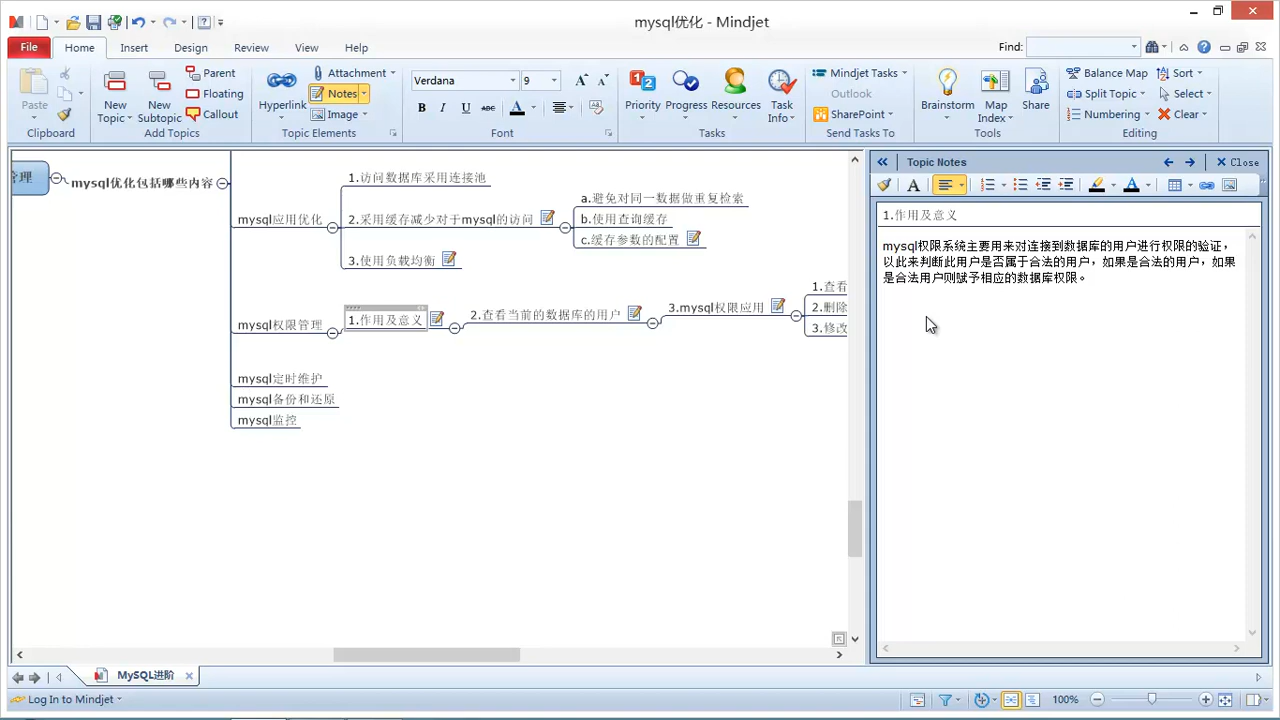 mysql优化 - Mindjet
File Home Insert Design Review View Help Find:
Paste
Clipboard
New Topic
New Subtopic
Parent
Floating
Callout
Add Topics
Hyperlink
Attachment
Notes
Image
Topic Elements
Verdana 9
B I U abc A
Font
Priority Progress Resources Task Info
Tasks
Mindjet Tasks
Outlook
SharePoint
Send Tasks To
Brainstorm Map Index Share
Tools
Balance Map
Split Topic
Numbering
Sort
Select
Clear
Editing
管理
mysql优化包括哪些内容
mysql应用优化
1.访问数据库采用连接池
2.采用缓存减少对于mysql的访问
a.避免对同一数据做重复检索
b.使用查询缓存
c.缓存参数的配置
3.使用负载均衡
mysql权限管理
1.作用及意义
2.查看当前的数据库的用户
3.mysql权限应用
1.查看
2.删除
3.修改
mysql定时维护
mysql备份和还原
mysql监控
Topic Notes
Close
1.作用及意义
mysql权限系统主要用来对连接到数据库的用户进行权限的验证，
以此来判断此用户是否属于合法的用户，如果是合法的用户，如果
是合法用户则赋予相应的数据库权限。
MySQL进阶
Log In to Mindjet
100%